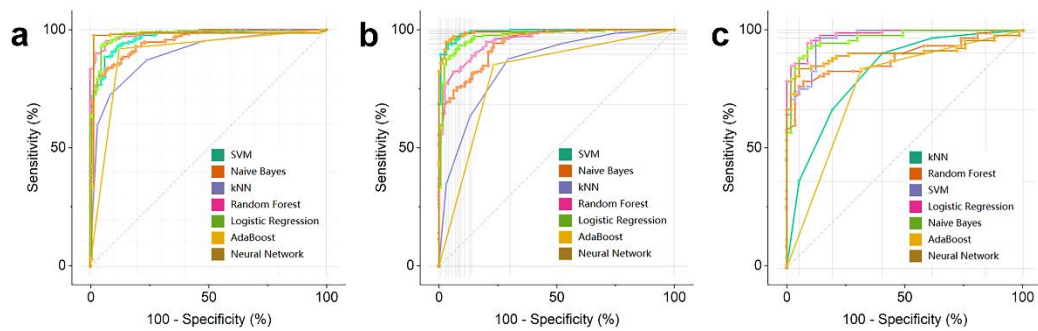 a
100
50
0
Sensitivity (%)
SVM
Naive Bayes
kNN
Random Forest
Logistic Regression
AdaBoost
Neural Network
0
50
100
100 - Specificity (%)
b
100
50
0
Sensitivity (%)
SVM
Naive Bayes
kNN
Random Forest
Logistic Regression
AdaBoost
Neural Network
0
50
100
100 - Specificity (%)
c
100
50
0
Sensitivity (%)
kNN
Random Forest
SVM
Logistic Regression
Naive Bayes
AdaBoost
Neural Network
0
50
100
100 - Specificity (%)